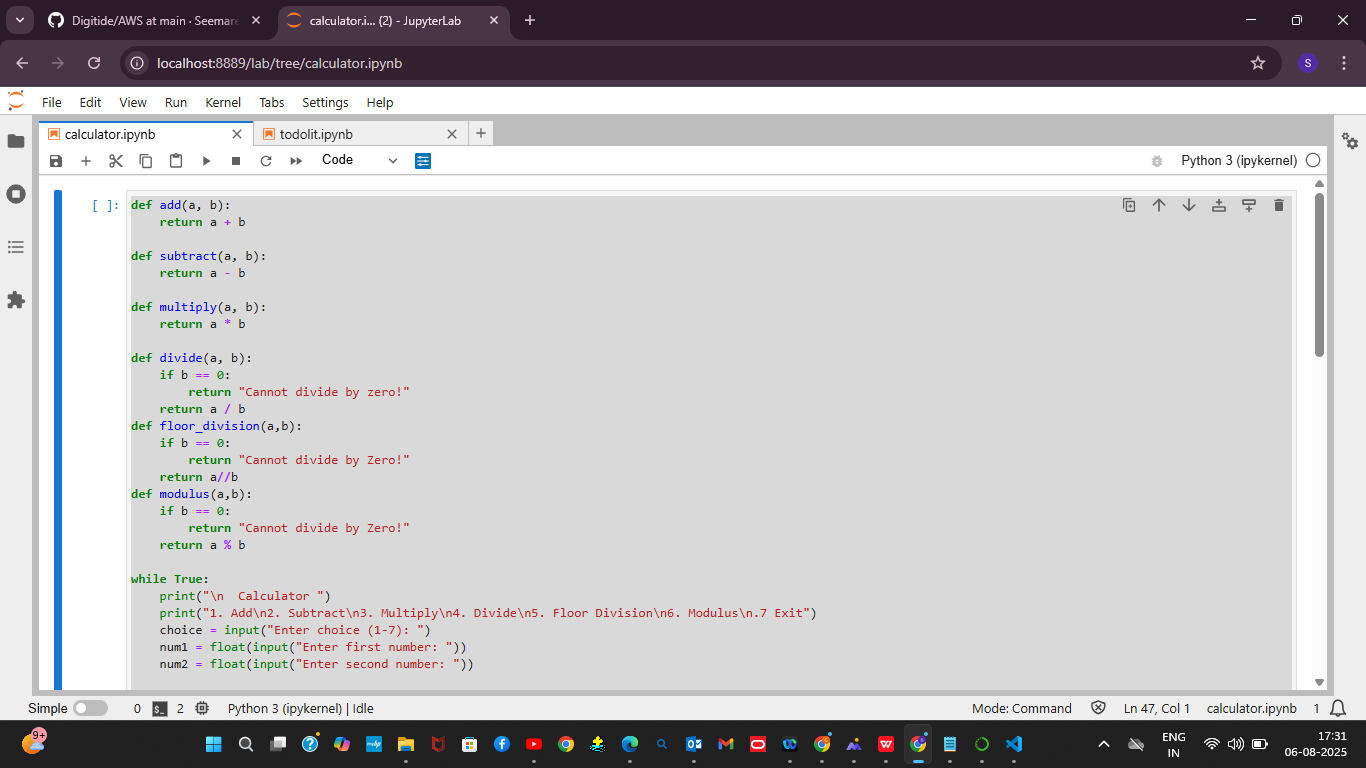 Digitide/AWS at main · Seemare
calculator.i... (2) - JupyterLab
localhost:8889/lab/tree/calculator.ipynb
S
File Edit View Run Kernel Tabs Settings Help
calculator.ipynb
todolit.ipynb
Code
Python 3 (ipykernel)
[ ]:
def add(a, b):
    return a + b

def subtract(a, b):
    return a - b

def multiply(a, b):
    return a * b

def divide(a, b):
    if b == 0:
        return "Cannot divide by zero!"
    return a / b
def floor_division(a,b):
    if b == 0:
        return "Cannot divide by Zero!"
    return a//b
def modulus(a,b):
    if b == 0:
        return "Cannot divide by Zero!"
    return a % b

while True:
    print("\n  Calculator ")
    print("1. Add\n2. Subtract\n3. Multiply\n4. Divide\n5. Floor Division\n6. Modulus\n.7 Exit")
    choice = input("Enter choice (1-7): ")
    num1 = float(input("Enter first number: "))
    num2 = float(input("Enter second number: "))
Simple 0 $_ 2 Python 3 (ipykernel) | Idle Mode: Command Ln 47, Col 1 calculator.ipynb 1
9+
ENG
IN
17:31
06-08-2025